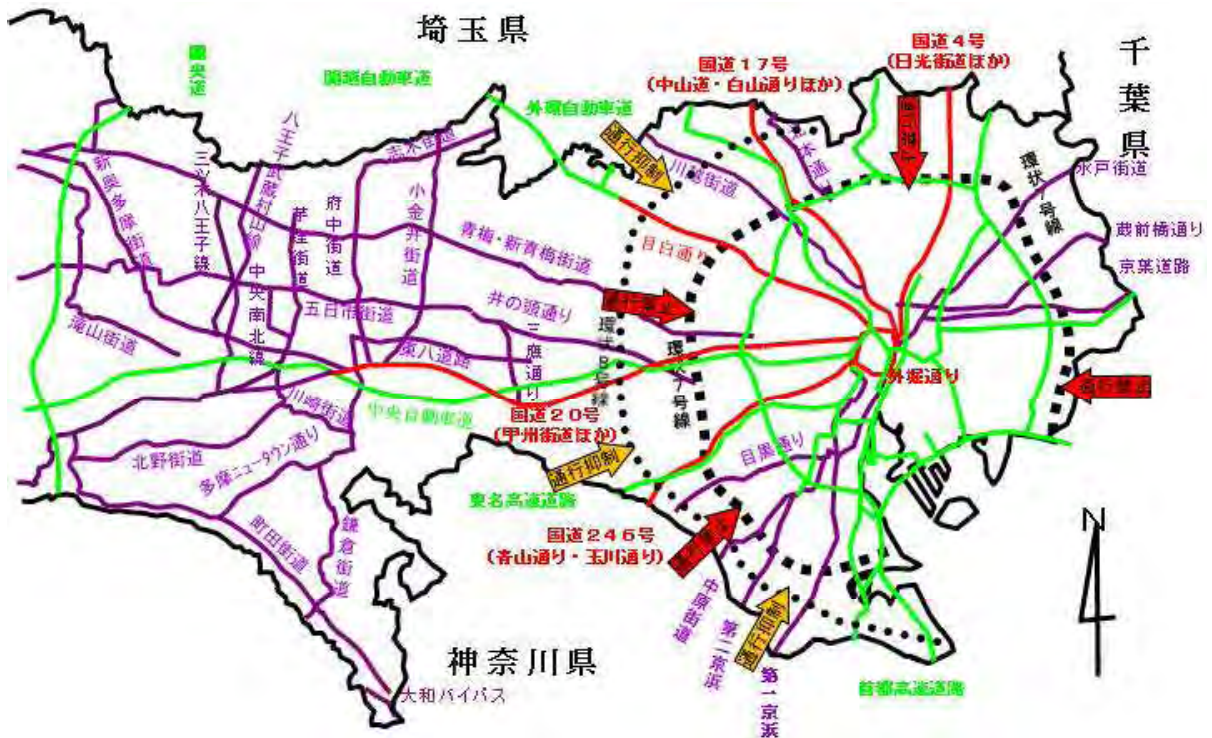 埼玉県
千葉県
国道4号
(日光街道ほか)
国道17号
(中山道・白山通りほか)
圏央道
関越自動車道
外環自動車道
通行抑制
川越街道
通行禁止
環状7号線
水戸街道
蔵前橋通り
京葉道路
志木街道
新奥多摩街道
三ツ木八王子線
八王子武蔵村山線
中央南北線
芋窪街道
府中街道
小金井街道
青梅・新青梅街道
目白通り
五日市街道
井の頭通り
通行禁止
滝山街道
東八道路
三鷹通り
環状8号線
環状7号線
外堀通り
通行禁止
川崎街道
中央自動車道
国道20号
(甲州街道ほか)
北野街道
多摩ニュータウン通り
通行抑制
目黒通り
東名高速道路
町田街道
鎌倉街道
国道246号
(青山通り・玉川通り)
通行禁止
N
中原街道
第二京浜
通行抑制
第一京浜
神奈川県
大和バイパス
首都高速道路